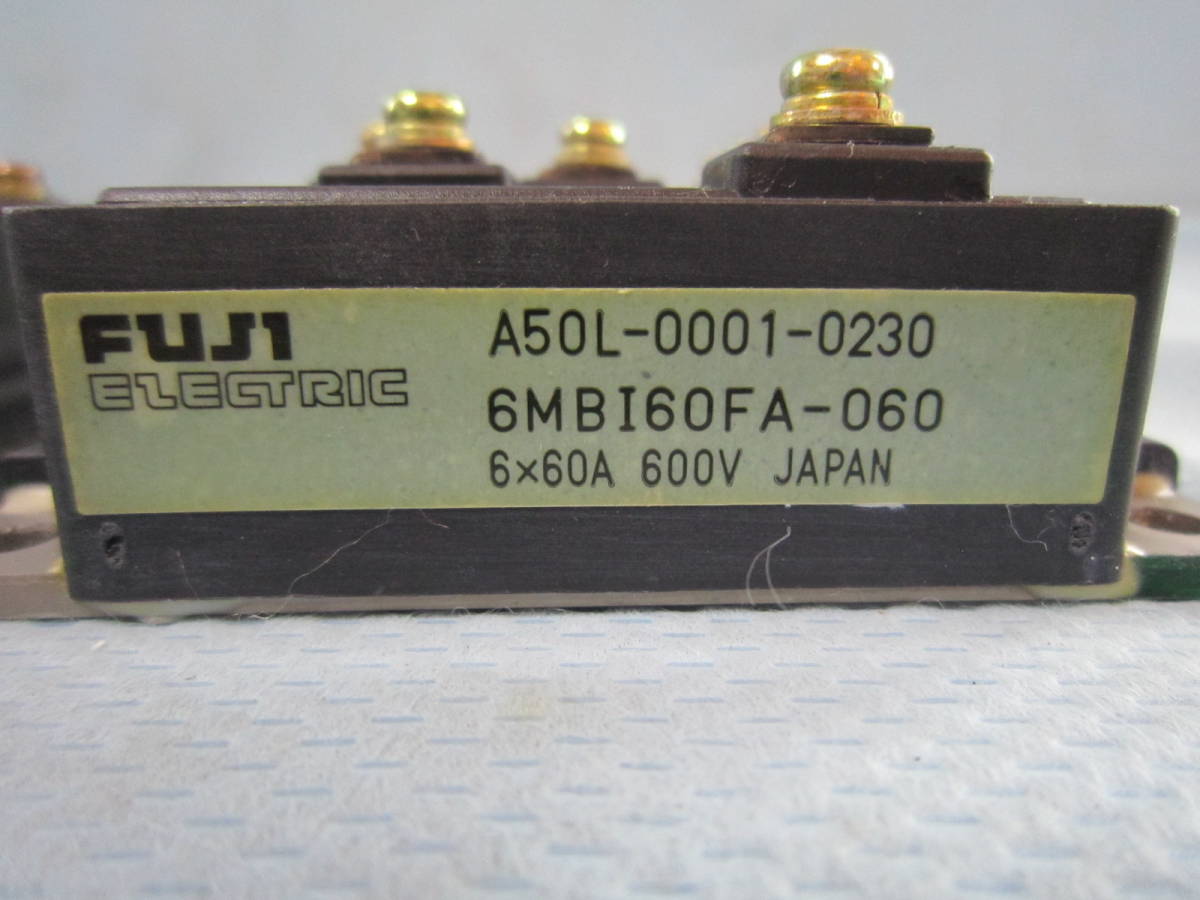 FUJI
ELECTRIC
A50L-0001-0230
6MBI60FA-060
6×60A 600V JAPAN